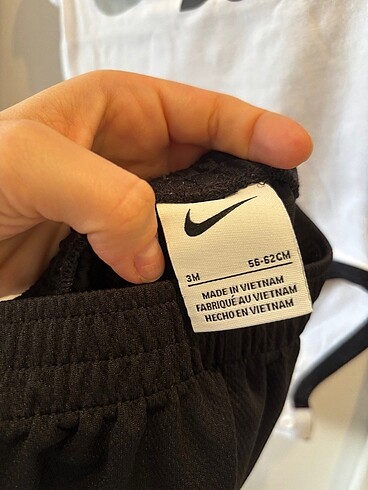 3M 56-62CM
MADE IN VIETNAM
FABRIQUÉ AU VIETNAM
HECHO EN VIETNAM